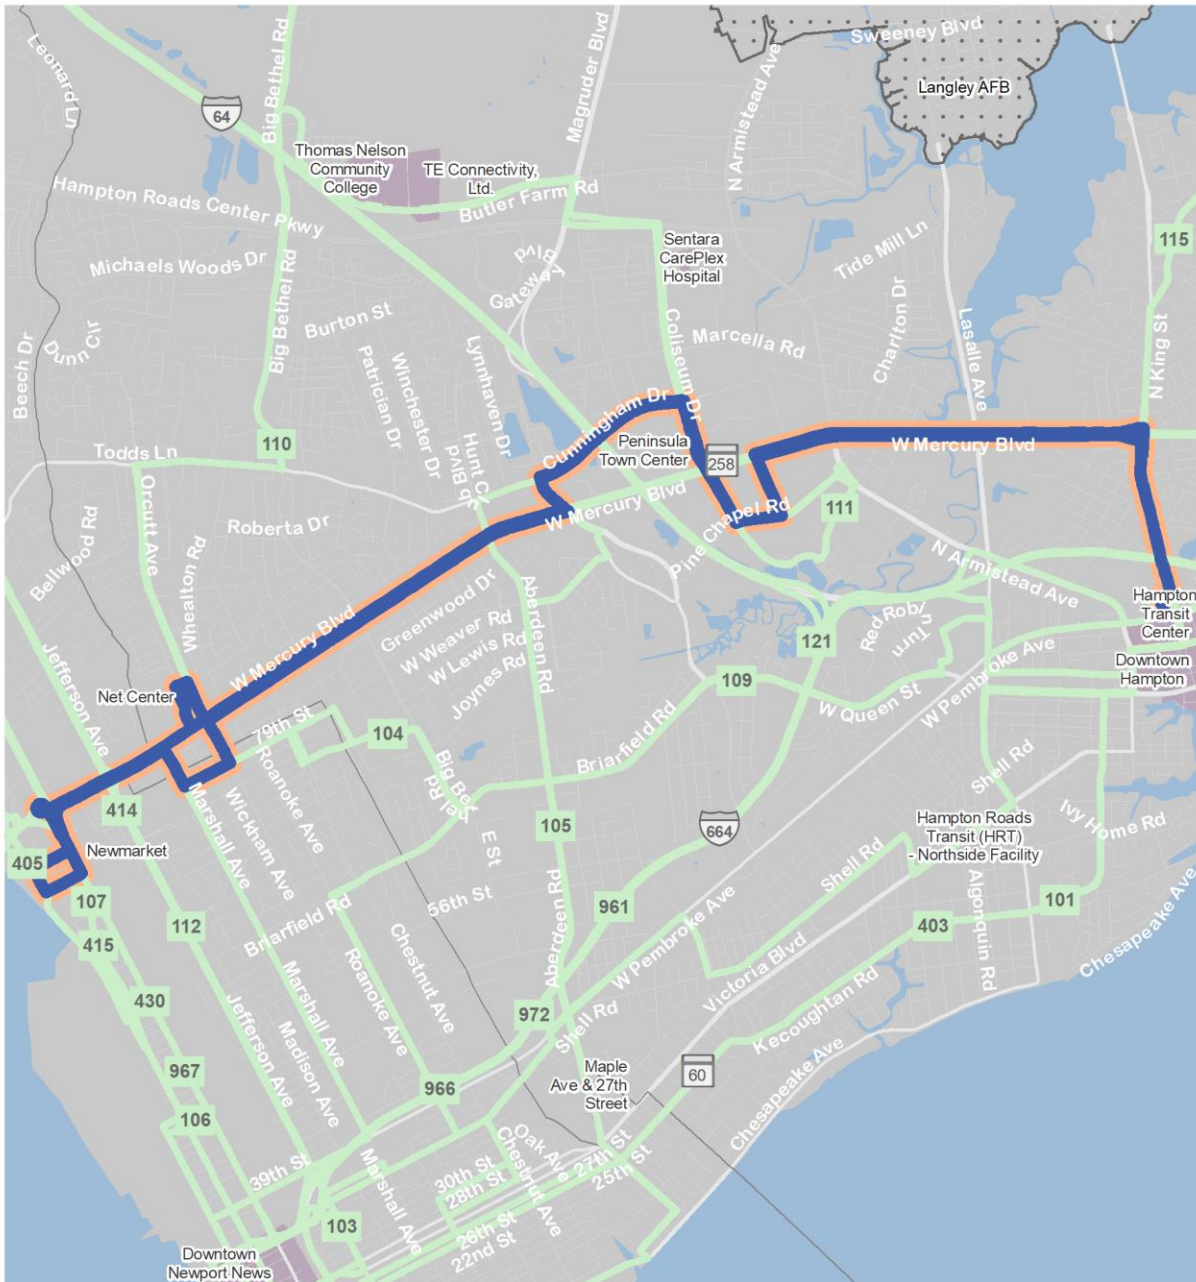 Sweeney Blvd
Langley AFB
Leonard Ln
Big Bethel Rd
Magruder Blvd
N Armistead Ave
64
Thomas Nelson
Community
College
TE Connectivity,
Ltd.
Butler Farm Rd
Hampton Roads Center Pkwy
Sentara
CarePlex
Hospital
115
Tide Mill Ln
Michaels Woods Dr
Big Bethel Rd
Gateway Blvd
Burton St
Coliseum Dr
Marcella Rd
Charlton Dr
Lasalle Ave
N King St
Beech Dr
Dunn Cir
Patrician Dr
Winchester Dr
Lynnhaven Dr
Hunt Club Blvd
Cunningham Dr
110
Todds Ln
Peninsula
Town Center
258
W Mercury Blvd
W Mercury Blvd
Orcutt Ave
Roberta Dr
Pine Chapel Rd
111
Bellwood Rd
Whealton Rd
Greenwood Dr
Aberdeen Rd
N Armistead Ave
W Weaver Rd
W Lewis Rd
Joynes Rd
Red Robin Turn
Hampton
Transit
Center
121
W Mercury Blvd
Jefferson Ave
Net Center
109
W Queen St
W Pembroke Ave
Downtown
Hampton
79th St
104
Briarfield Rd
Roanoke Ave
Big Bethel Rd
Shell Rd
414
Marshall Ave
Wickham Ave
105
664
Hampton Roads
Transit (HRT)
- Northside Facility
Ivy Home Rd
Newmarket
405
E St
Shell Rd
107
66th St
Aberdeen Rd
961
W Pembroke Ave
Algonquin Rd
101
112
Briarfield Rd
403
415
Chestnut Ave
Victoria Blvd
Chesapeake Ave
430
Marshall Ave
Roanoke Ave
Kecoughtan Rd
972
Shell Rd
Jefferson Ave
Madison Ave
967
966
Maple
Ave & 27th
Street
60
Chesapeake Ave
106
39th St
Marshall Ave
Oak Ave
Chestnut Ave
30th St
28th St
27th St
25th St
103
26th St
22nd St
Downtown
Newport News